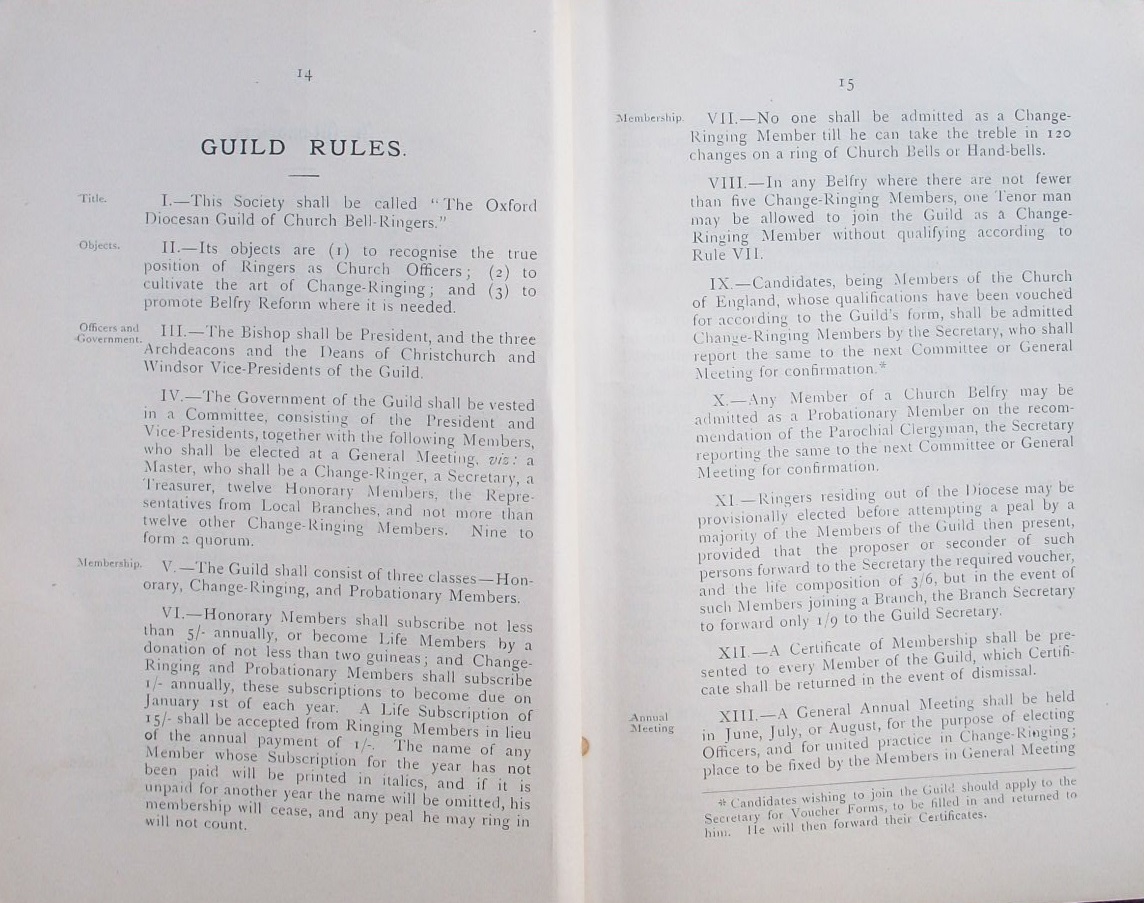 14
GUILD RULES.
Title.
I.—This Society shall be called "The Oxford
Diocesan Guild of Church Bell-Ringers."
Objects.
II.—Its objects are (1) to recognise the true
position of Ringers as Church Officers; (2) to
cultivate the art of Change-Ringing; and (3) to
promote Belfry Reform where it is needed.
Officers and
Government.
III.—The Bishop shall be President, and the three
Archdeacons and the Deans of Christchurch and
Windsor Vice-Presidents of the Guild.
IV.—The Government of the Guild shall be vested
in a Committee, consisting of the President and
Vice-Presidents, together with the following Members,
who shall be elected at a General Meeting, viz: a
Master, who shall be a Change-Ringer, a Secretary, a
Treasurer, twelve Honorary Members, the Repre-
sentatives from Local Branches, and not more than
twelve other Change-Ringing Members. Nine to
form a quorum.
Membership.
V.—The Guild shall consist of three classes—Hon-
orary, Change-Ringing, and Probationary Members.
VI.—Honorary Members shall subscribe not less
than 5/- annually, or become Life Members by a
donation of not less than two guineas; and Change-
Ringing and Probationary Members shall subscribe
1/- annually, these subscriptions to become due on
January 1st of each year. A Life Subscription of
15/- shall be accepted from Ringing Members in lieu
of the annual payment of 1/-. The name of any
Member whose Subscription for the year has not
been paid will be printed in italics, and if it is
unpaid for another year the name will be omitted, his
membership will cease, and any peal he may ring in
will not count.
15
Membership.
VII.—No one shall be admitted as a Change-
Ringing Member till he can take the treble in 120
changes on a ring of Church Bells or Hand-bells.
VIII.—In any Belfry where there are not fewer
than five Change-Ringing Members, one Tenor man
may be allowed to join the Guild as a Change-
Ringing Member without qualifying according to
Rule VII.
IX.—Candidates, being Members of the Church
of England, whose qualifications have been vouched
for according to the Guild's form, shall be admitted
Change-Ringing Members by the Secretary, who shall
report the same to the next Committee or General
Meeting for confirmation.*
X.—Any Member of a Church Belfry may be
admitted as a Probationary Member on the recom-
mendation of the Parochial Clergyman, the Secretary
reporting the same to the next Committee or General
Meeting for confirmation.
XI—Ringers residing out of the Diocese may be
provisionally elected before attempting a peal by a
majority of the Members of the Guild then present,
provided that the proposer or seconder of such
persons forward to the Secretary the required voucher,
and the life composition of 3/6, but in the event of
such Members joining a Branch, the Branch Secretary
to forward only 1/9 to the Guild Secretary.
XII.—A Certificate of Membership shall be pre-
sented to every Member of the Guild, which Certifi-
cate shall be returned in the event of dismissal.
Annual
Meeting
XIII.—A General Annual Meeting shall be held
in June, July, or August, for the purpose of electing
Officers, and for united practice in Change-Ringing;
place to be fixed by the Members in General Meeting
* Candidates wishing to join the Guild should apply to the
Secretary for Voucher Forms, to be filled in and returned to
him. He will then forward their Certificates.